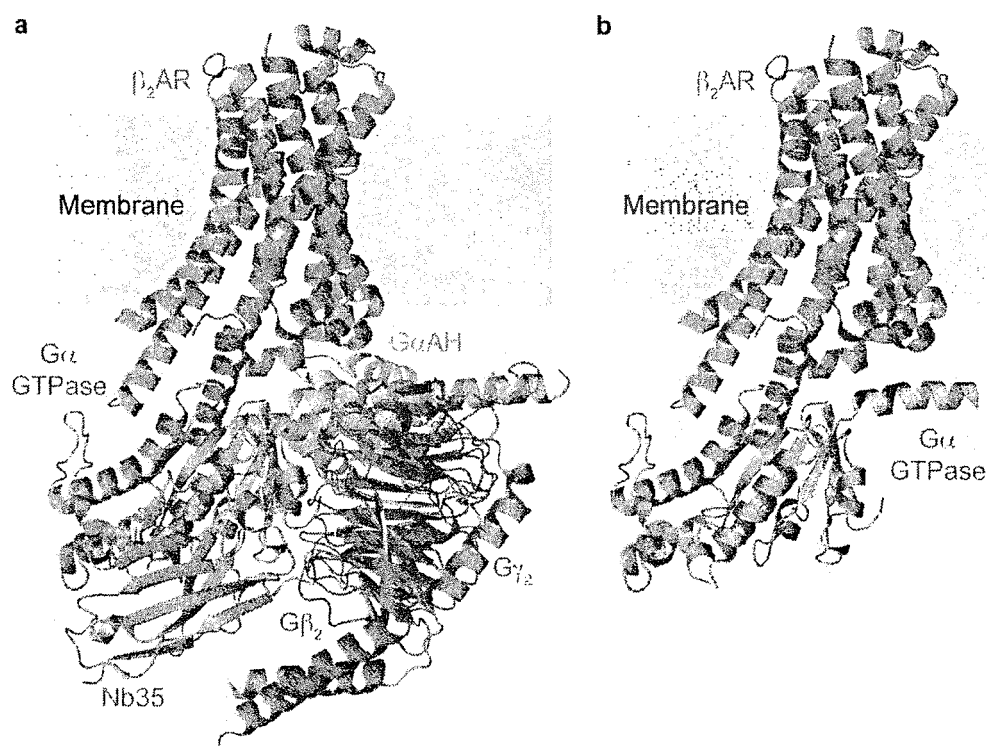 a
β₂AR
Membrane
Gα
GTPase
GαAH
Gγ₂
Gβ₂
Nb35
b
β₂AR
Membrane
Gα
GTPase